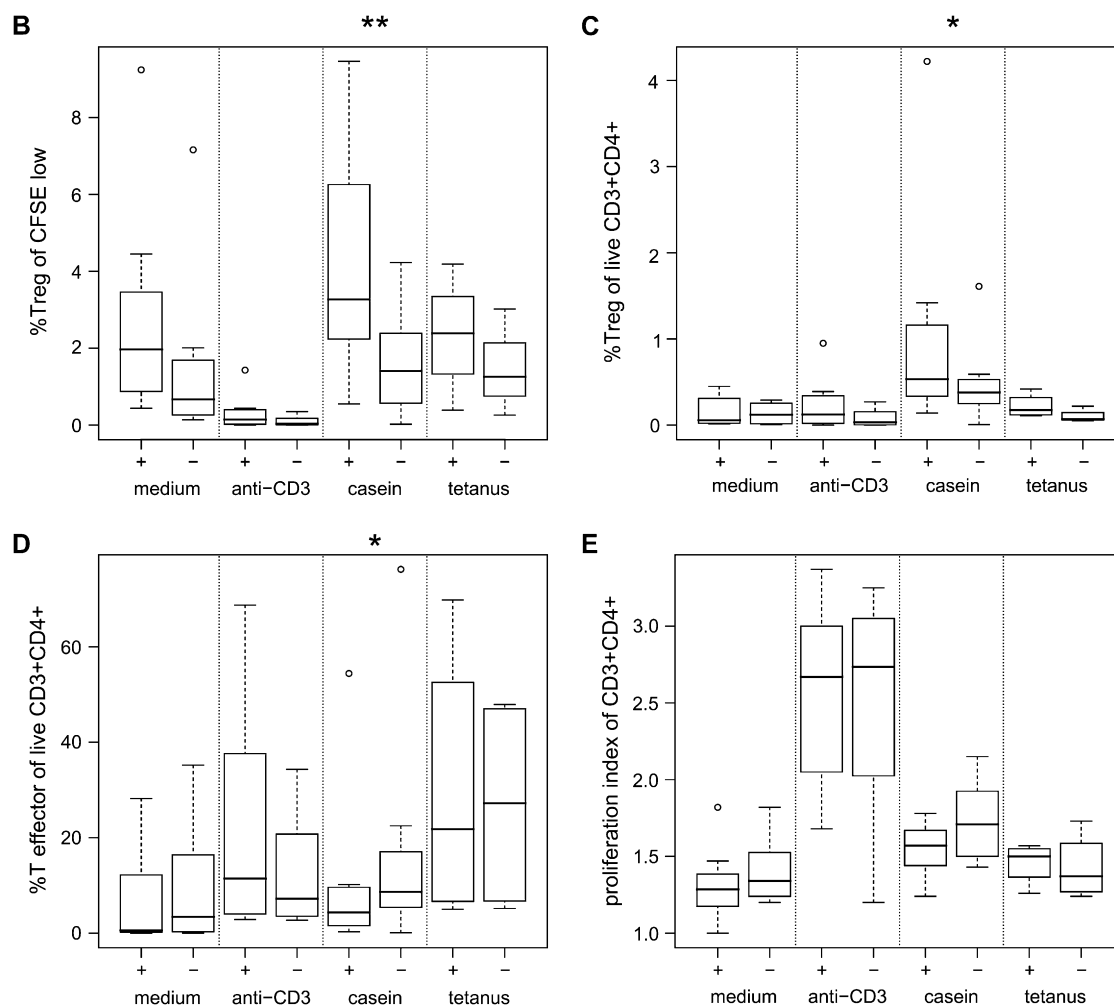 B
**
%Treg of CFSE low
8
6
4
2
0
+ − + − + − + −
medium anti−CD3 casein tetanus
C
*
%Treg of live CD3+CD4+
4
3
2
1
0
+ − + − + − + −
medium anti−CD3 casein tetanus
D
*
%T effector of live CD3+CD4+
60
40
20
0
+ − + − + − + −
medium anti−CD3 casein tetanus
E
proliferation index of CD3+CD4+
3.0
2.5
2.0
1.5
1.0
+ − + − + − + −
medium anti−CD3 casein tetanus